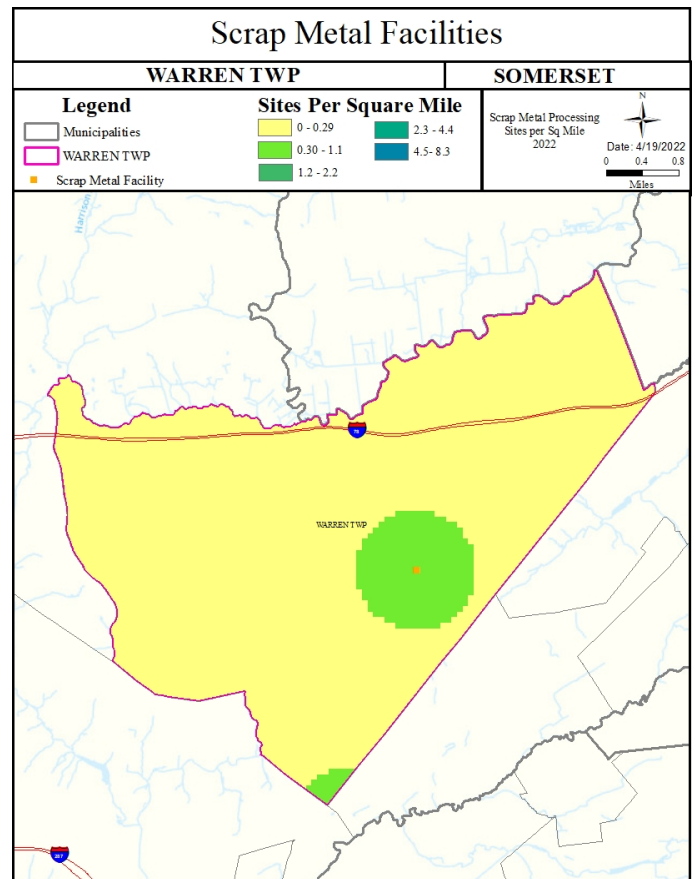 Scrap Metal Facilities
WARREN TWP
SOMERSET
Legend
Municipalities
WARREN TWP
Scrap Metal Facility
Sites Per Square Mile
0 - 0.29
0.30 - 1.1
1.2 - 2.2
2.3 - 4.4
4.5- 8.3
Scrap Metal Processing
Sites per Sq Mile
2022
N
Date: 4/19/2022
0 0.4 0.8
Miles
Harrison
78
WARREN TWP
287